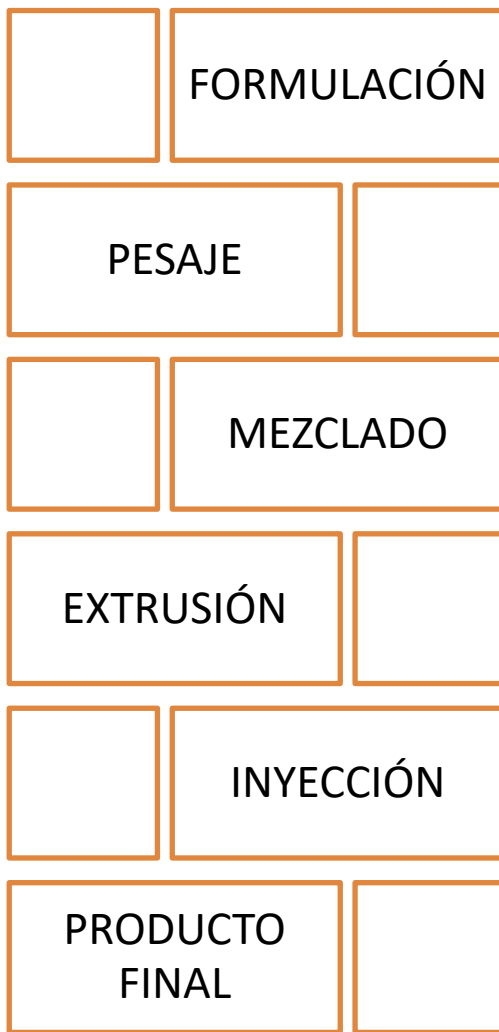 FORMULACIÓN
PESAJE
MEZCLADO
EXTRUSIÓN
INYECCIÓN
PRODUCTO
FINAL